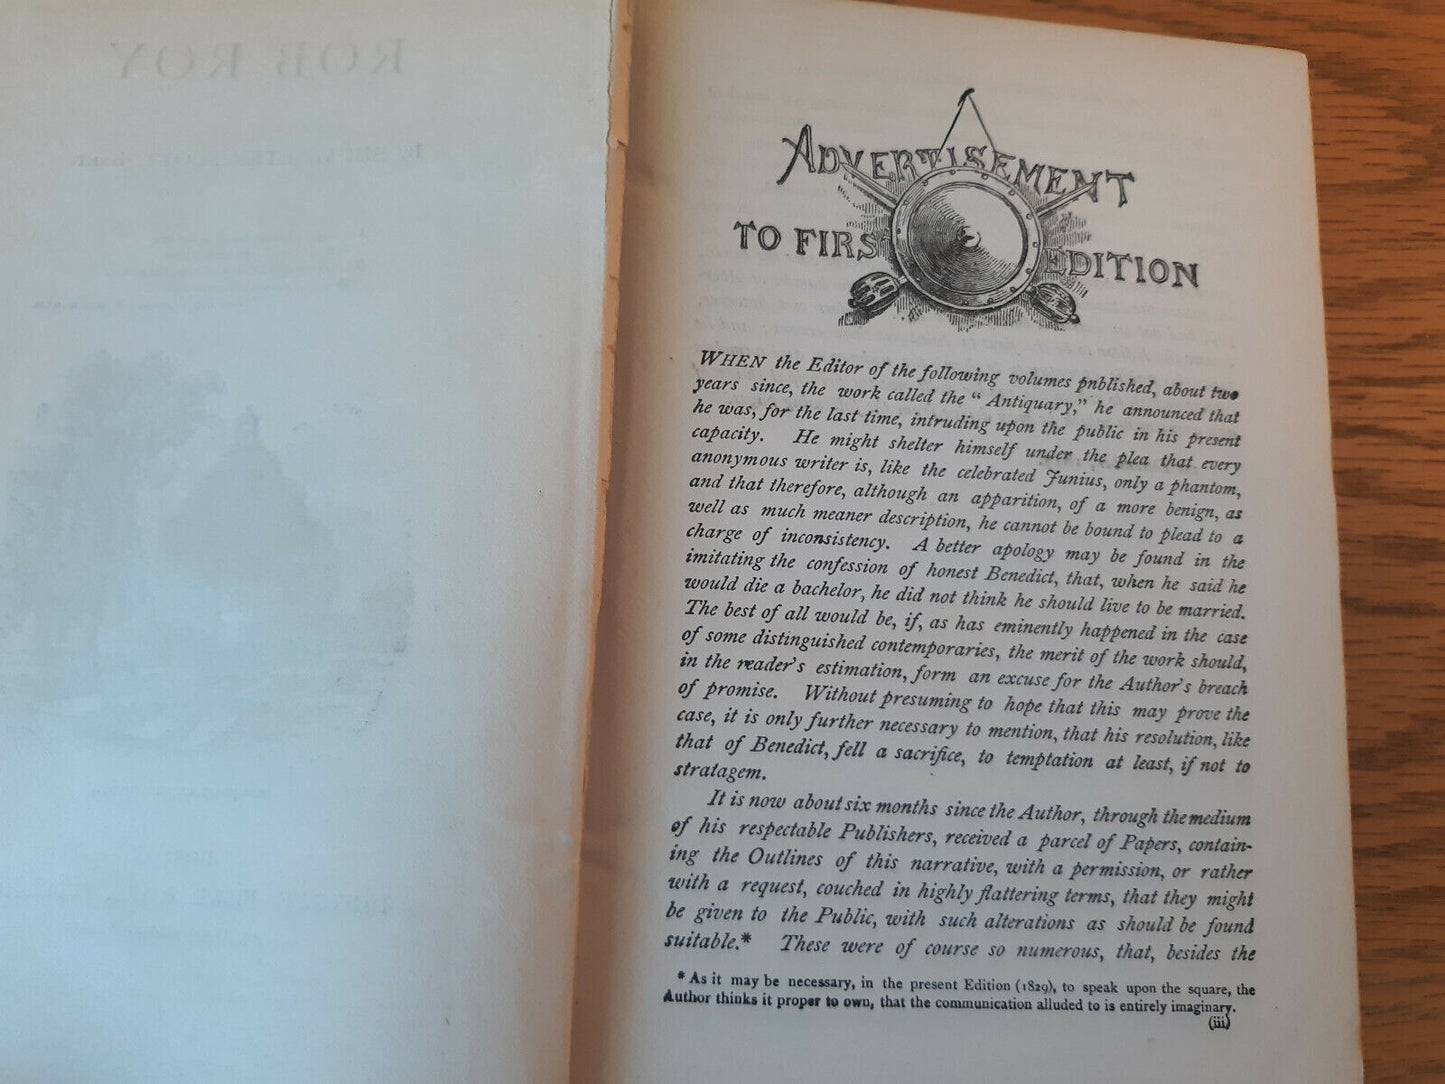 ROB ROY
By SIR WALTER SCOTT, Bart.
ADVERTISEMENT
TO FIRST EDITION
WHEN the Editor of the following volumes pnblished, about two
years since, the work called the “ Antiquary,” he announced that
he was, for the last time, intruding upon the public in his present
capacity. He might shelter himself under the plea that every
anonymous writer is, like the celebrated Junius, only a phantom,
and that therefore, although an apparition, of a more benign, as
well as much meaner description, he cannot be bound to plead to a
charge of inconsistency. A better apology may be found in the
imitating the confession of honest Benedict, that, when he said he
would die a bachelor, he did not think he should live to be married.
The best of all would be, if, as has eminently happened in the case
of some distinguished contemporaries, the merit of the work should,
in the reader's estimation, form an excuse for the Author's breach
of promise. Without presuming to hope that this may prove the
case, it is only further necessary to mention, that his resolution, like
that of Benedict, fell a sacrifice, to temptation at least, if not to
stratagem.
It is now about six months since the Author, through the medium
of his respectable Publishers, received a parcel of Papers, contain-
ing the Outlines of this narrative, with a permission, or rather
with a request, couched in highly flattering terms, that they might
be given to the Public, with such alterations as should be found
suitable.* These were of course so numerous, that, besides the
* As it may be necessary, in the present Edition (1829), to speak upon the square, the
Author thinks it proper to own, that the communication alluded to is entirely imaginary.
(iii)